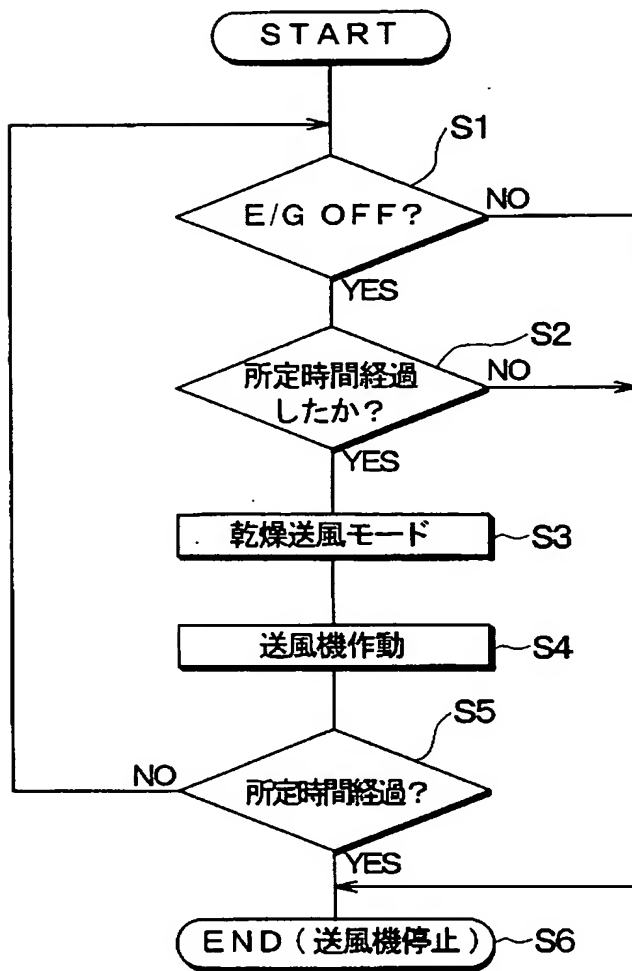 START
S1
E/G OFF?
NO
YES
S2
所定時間経過
したか?
NO
YES
乾燥送風モード
S3
送風機作動
S4
S5
NO
所定時間経過?
YES
END(送風機停止)
S6